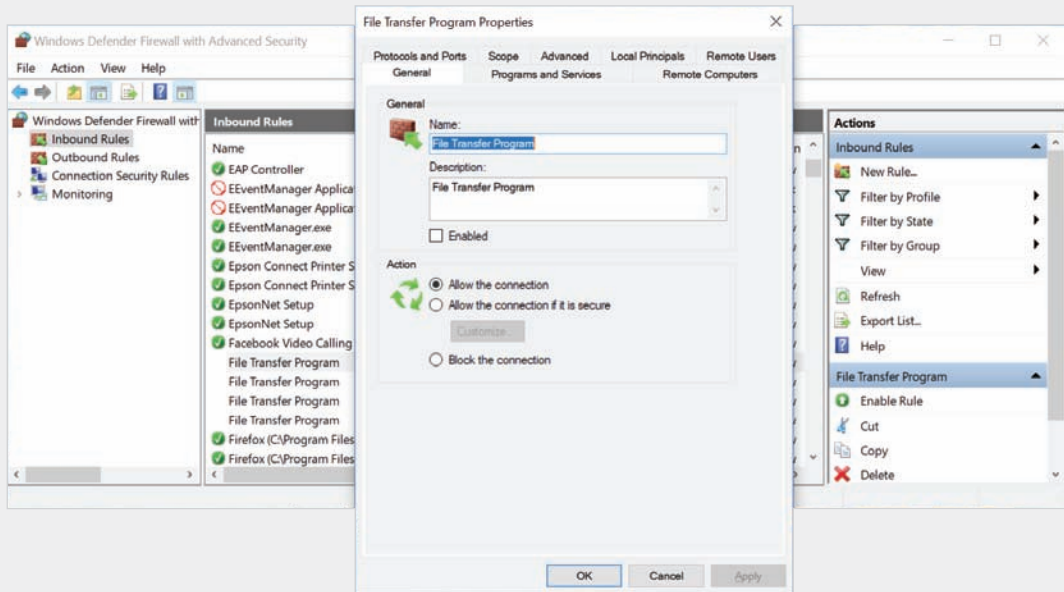 File Transfer Program Properties
Windows Defender Firewall with Advanced Security
File Action View Help
Windows Defender Firewall with
Inbound Rules
Outbound Rules
Connection Security Rules
Monitoring
Inbound Rules
Name
EAP Controller
EEventManager Applica
EEventManager Applica
EEventManager.exe
EEventManager.exe
Epson Connect Printer S
Epson Connect Printer S
EpsonNet Setup
EpsonNet Setup
Facebook Video Calling
File Transfer Program
File Transfer Program
File Transfer Program
File Transfer Program
Firefox (C:\Program Files
Firefox (C:\Program Files
Protocols and Ports Scope Advanced Local Principals Remote Users
General Programs and Services Remote Computers
General
Name:
File Transfer Program
Description:
File Transfer Program
Enabled
Action
Allow the connection
Allow the connection if it is secure
Customize...
Block the connection
OK Cancel Apply
Actions
Inbound Rules
New Rule...
Filter by Profile
Filter by State
Filter by Group
View
Refresh
Export List...
Help
File Transfer Program
Enable Rule
Cut
Copy
Delete